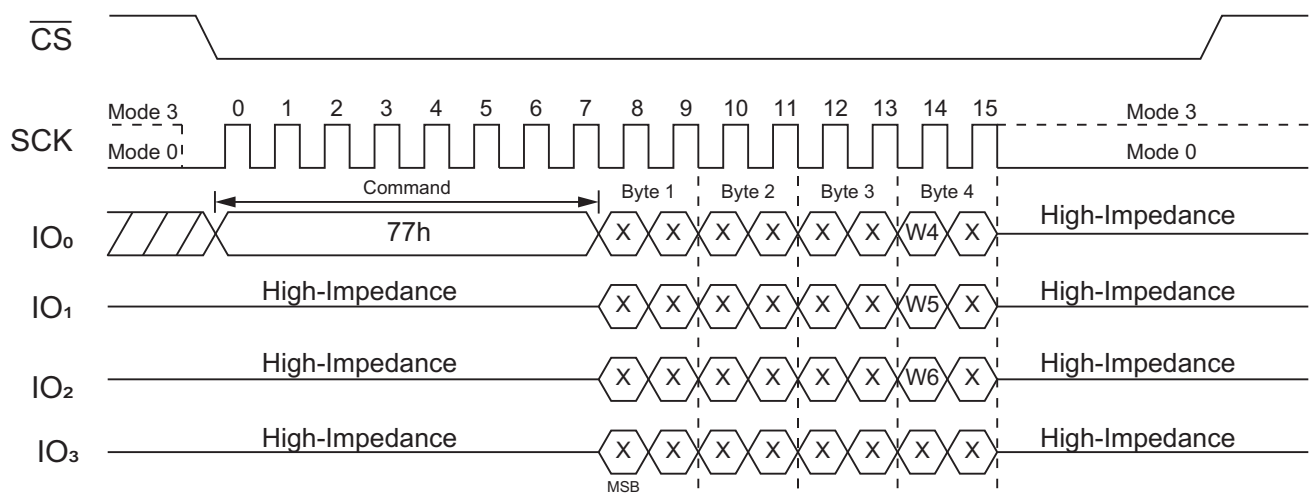 CS
Mode 3
0 1 2 3 4 5 6 7 8 9 10 11 12 13 14 15
Mode 3
SCK
Mode 0
Mode 0
Command
Byte 1 Byte 2 Byte 3 Byte 4
IO₀
77h
X X X X X X W4 X
High-Impedance
IO₁
High-Impedance
X X X X X X W5 X
High-Impedance
IO₂
High-Impedance
X X X X X X W6 X
High-Impedance
IO₃
High-Impedance
X X X X X X X X
High-Impedance
MSB